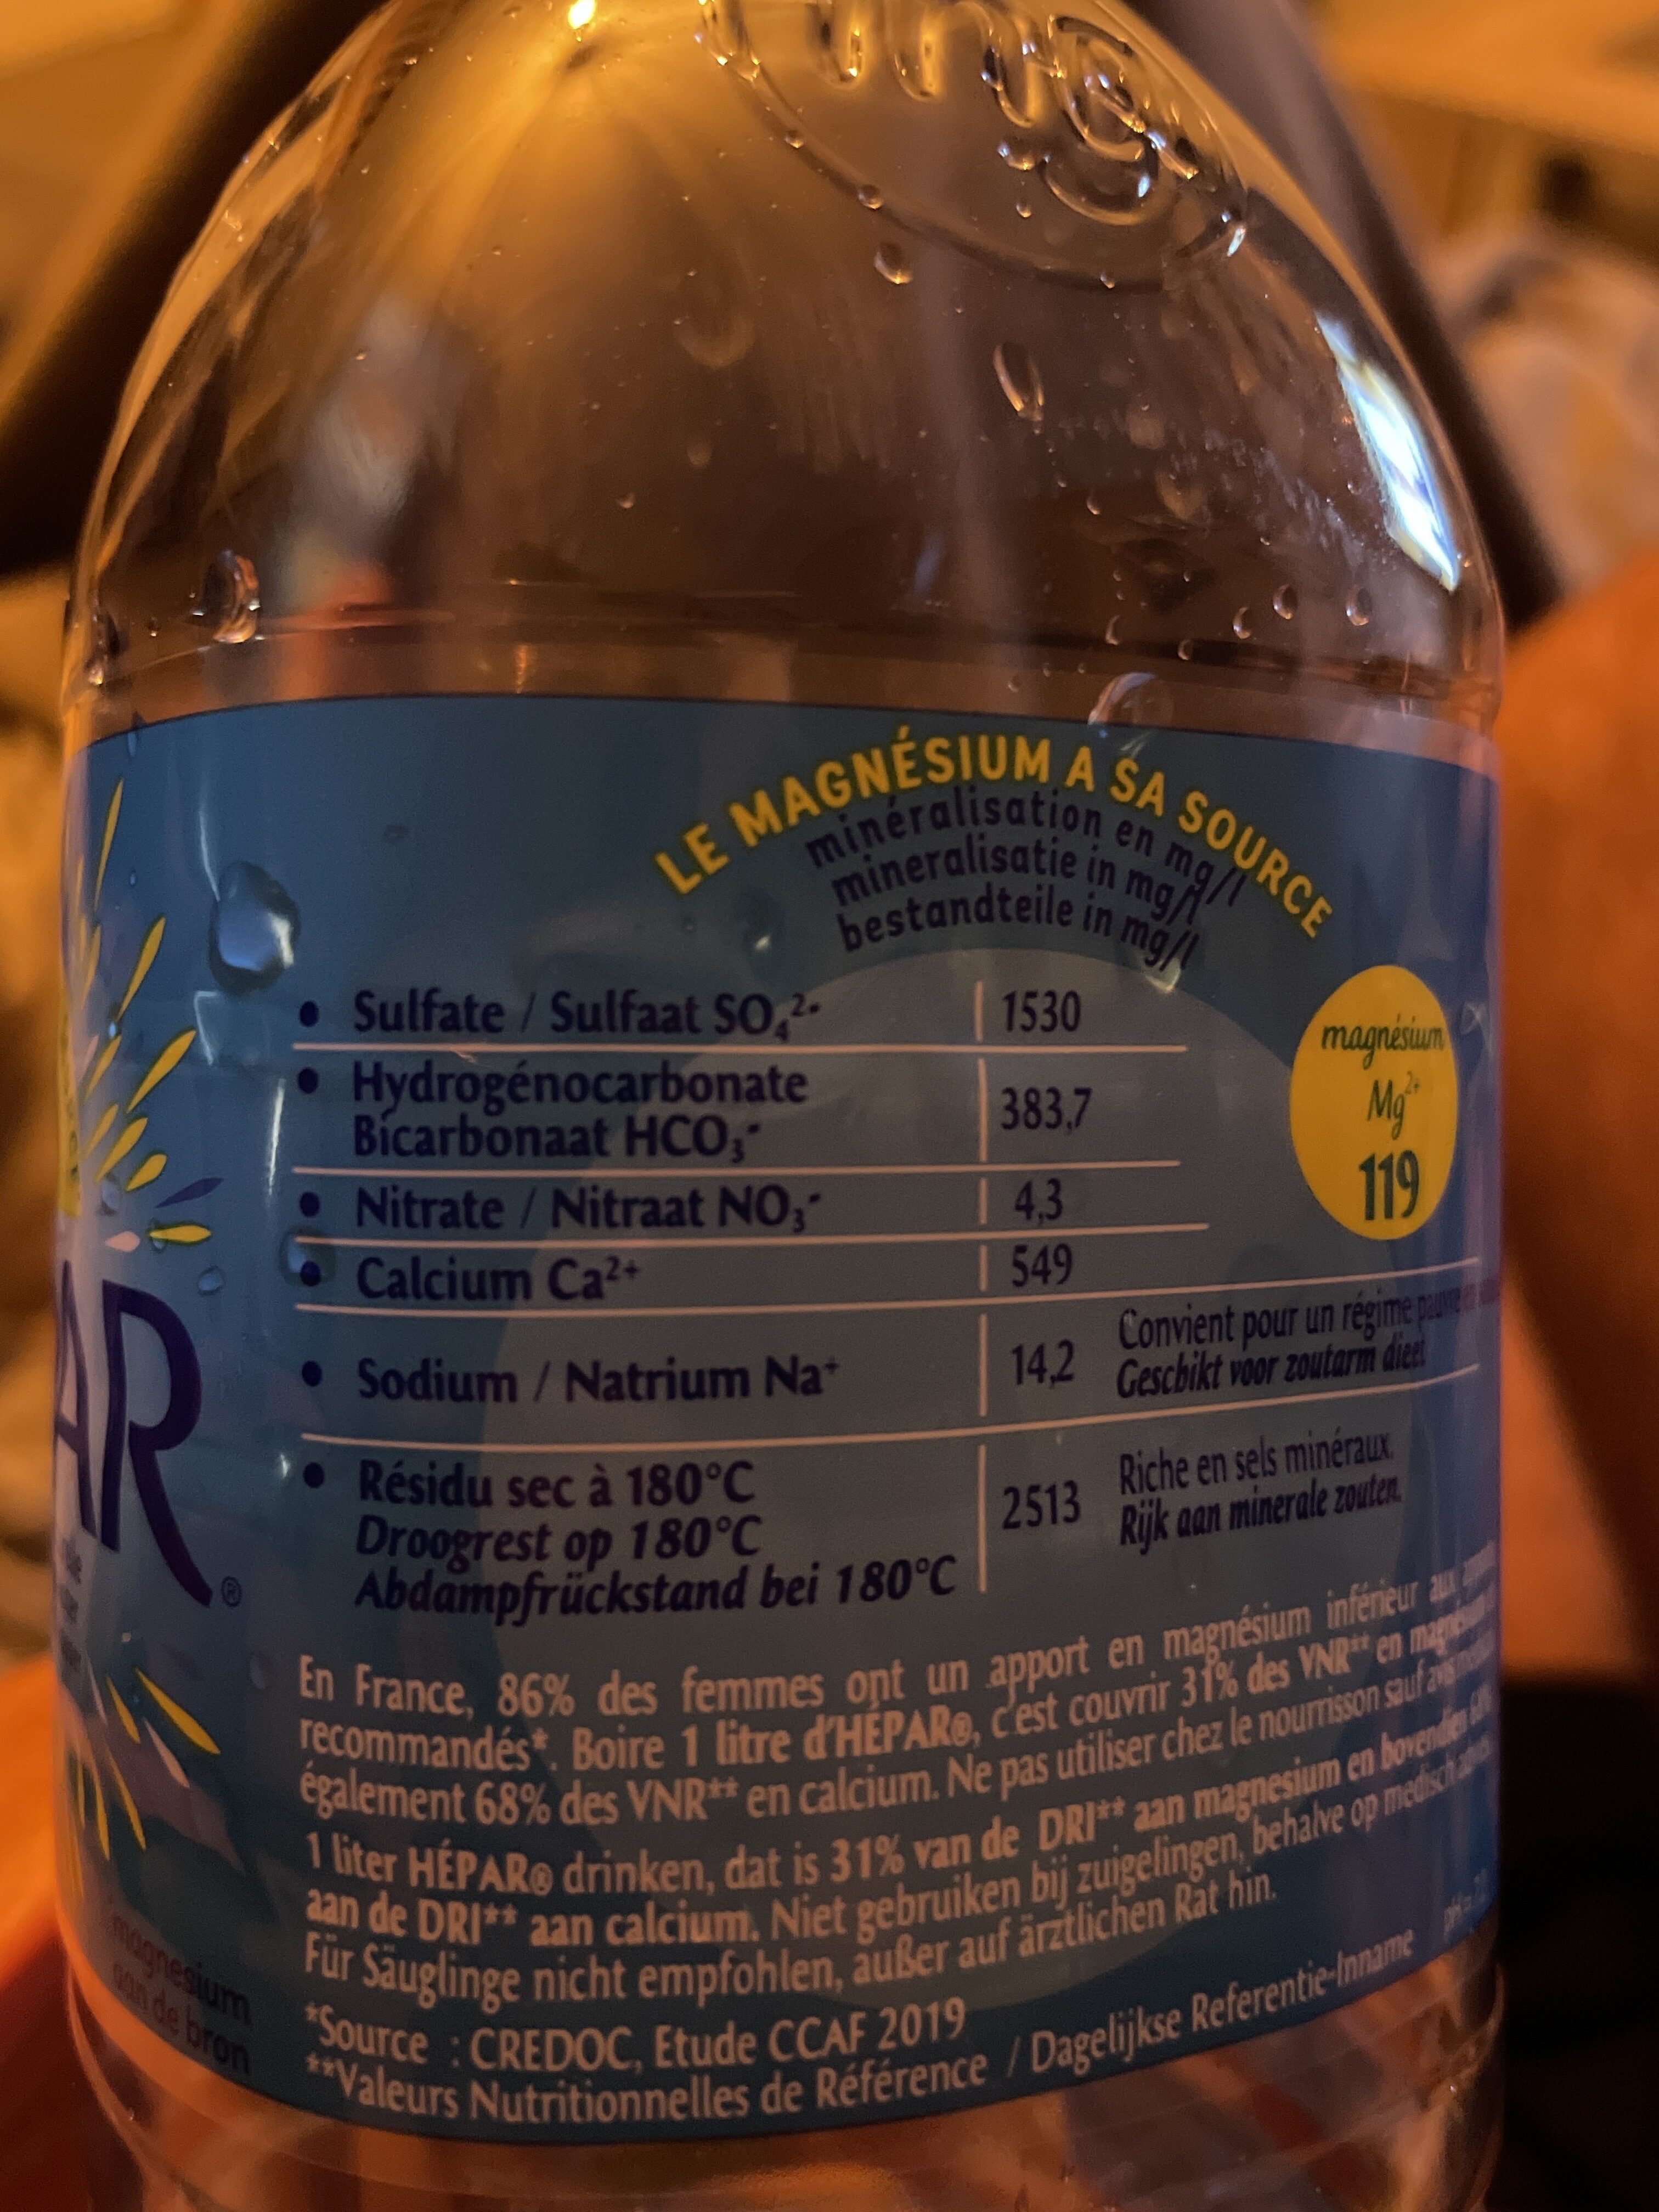 LE MAGNÉSIUM A SA SOURCE
minéralisation en mg/l
mineralisatie in mg/l
bestandteile in mg/l
• Sulfate / Sulfaat SO₄²⁻ 1530
• Hydrogénocarbonate
Bicarbonaat HCO₃⁻ 383,7
• Nitrate / Nitraat NO₃⁻ 4,3
• Calcium Ca²⁺ 549
magnésium
Mg²⁺
119
• Sodium / Natrium Na⁺ 14,2
Convient pour un régime pauvre
Geschikt voor zoutarm dieet
• Résidu sec à 180°C
Droogrest op 180°C
Abdampfrückstand bei 180°C
2513
Riche en sels minéraux.
Rijk aan minerale zouten.
En France, 86% des femmes ont un apport en magnésium inférieur aux
recommandés*. Boire 1 litre d'HÉPAR®, c'est couvrir 31% des VNR** en magnésium
également 68% des VNR** en calcium. Ne pas utiliser chez le nourrisson sauf avis
1 liter HÉPAR® drinken, dat is 31% van de DRI** aan magnesium en bovendien
aan de DRI** aan calcium. Niet gebruiken bij zuigelingen, behalve op medisch
Für Säuglinge nicht empfohlen, außer auf ärztlichen Rat hin.
*Source : CREDOC, Etude CCAF 2019
**Valeurs Nutritionnelles de Référence / Dagelijkse Referentie-Inname
AR®
magnesium
aan de bron